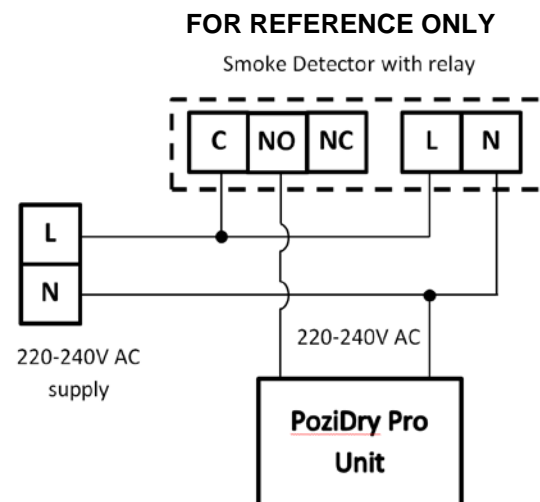 FOR REFERENCE ONLY
Smoke Detector with relay
C NO NC L N
L
N
220-240V AC
supply
220-240V AC
PoziDry Pro
Unit